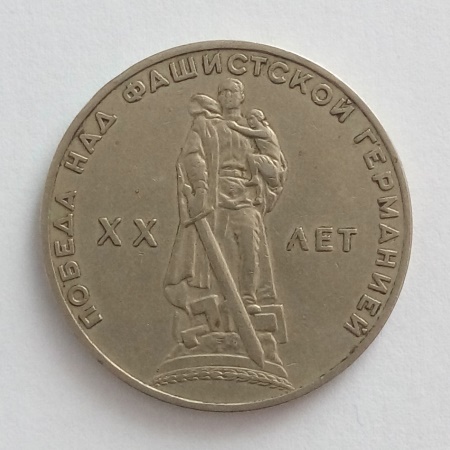 ПОБЕДА НАД ФАШИСТСКОЙ ГЕРМАНИЕЙ
XX ЛЕТ